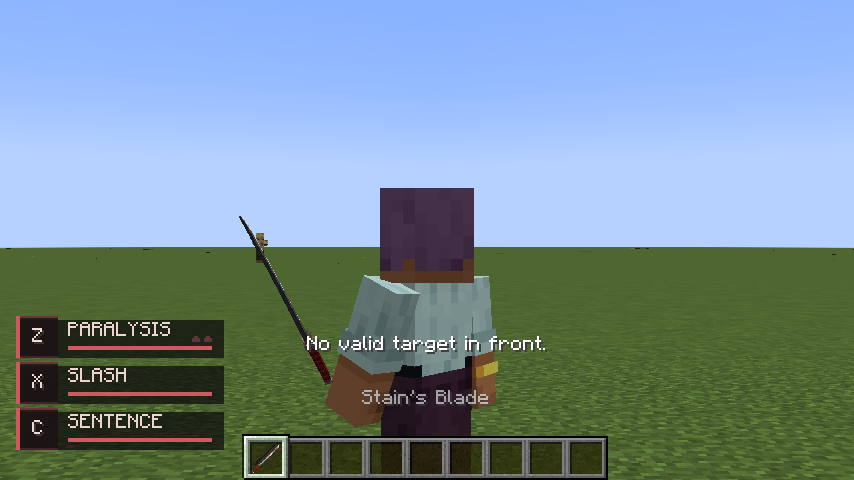 Z PARALYSIS
No valid target in front.
X SLASH
Stain's Blade
C SENTENCE